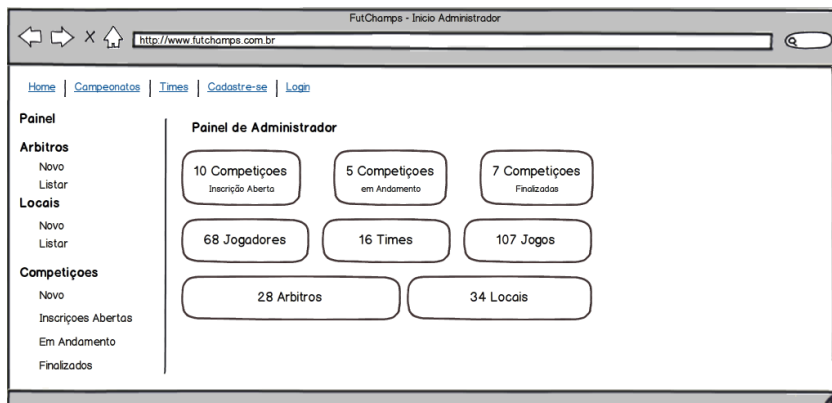 FutChamps - Inicio Administrador
http://www.futchamps.com.br
Home | Campeonatos | Times | Cadastre-se | Login
Painel
Arbitros
Novo
Listar
Locais
Novo
Listar
Competiçoes
Novo
Inscriçoes Abertas
Em Andamento
Finalizados
Painel de Administrador
10 Competiçoes
Inscrição Aberta
5 Competiçoes
em Andamento
7 Competiçoes
Finalizadas
68 Jogadores
16 Times
107 Jogos
28 Arbitros
34 Locais